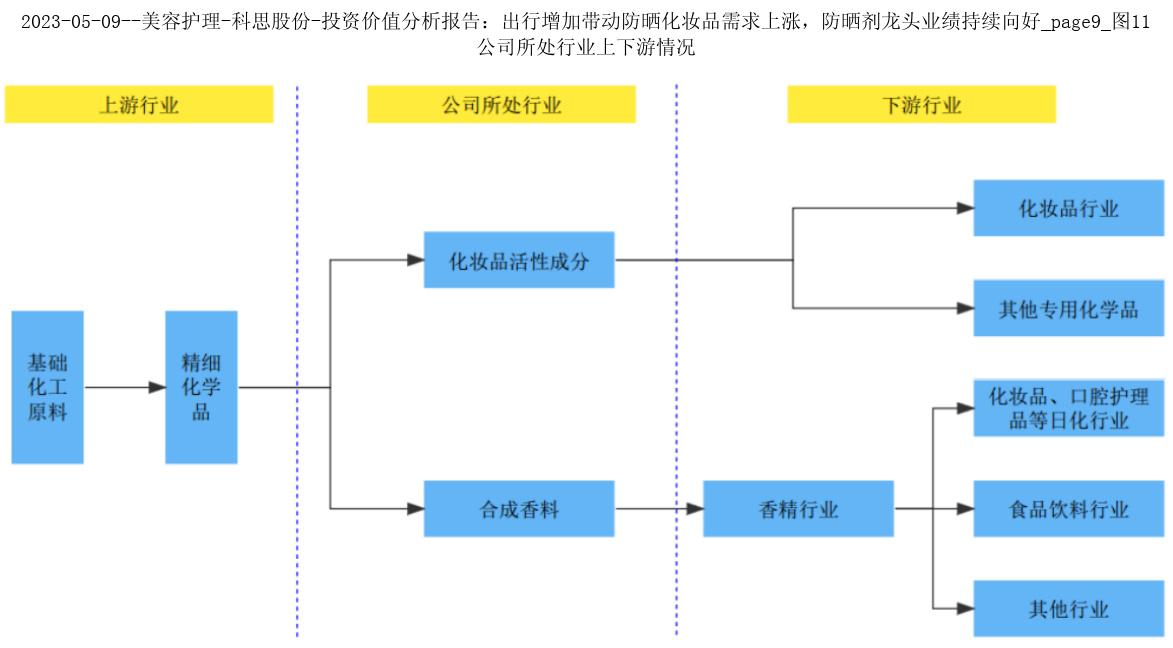 2023-05-09--美容护理-科思股份-投资价值分析报告：出行增加带动防晒化妆品需求上涨，防晒剂龙头业绩持续向好_page9_图11
公司所处行业上下游情况
上游行业
公司所处行业
下游行业
基础
化工
原料
精细
化学
品
化妆品活性成分
合成香料
香精行业
化妆品行业
其他专用化学品
化妆品、口腔护理
品等日化行业
食品饮料行业
其他行业